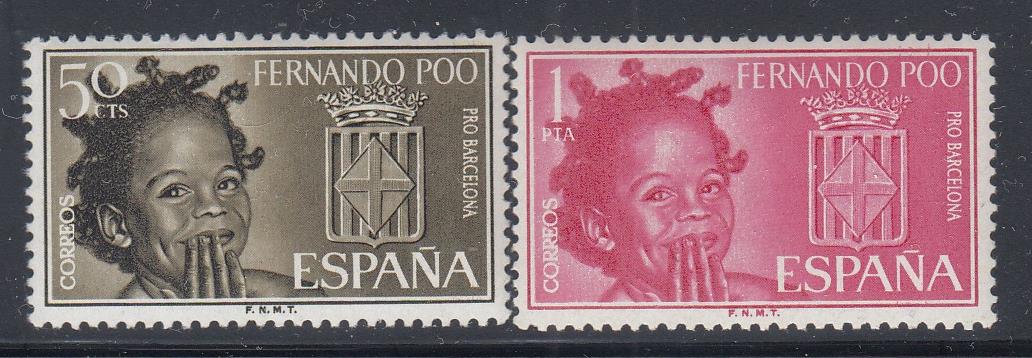 50 CTS
FERNANDO POO
PRO BARCELONA
CORREOS
ESPAÑA
F. N. M. T.
1 PTA
FERNANDO POO
PRO BARCELONA
CORREOS
ESPAÑA
F. N. M. T.